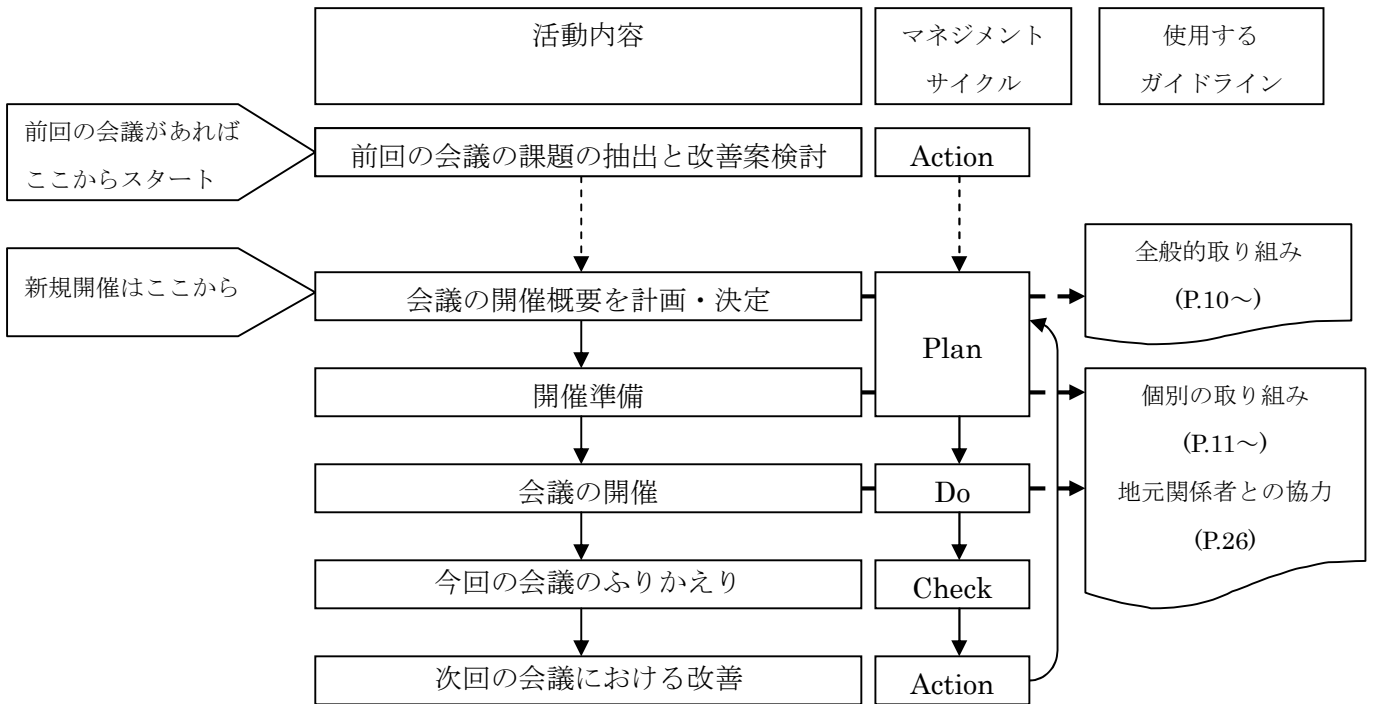 活動内容
マネジメント
サイクル
使用する
ガイドライン
前回の会議があれば
ここからスタート
前回の会議の課題の抽出と改善案検討
Action
新規開催はここから
会議の開催概要を計画・決定
Plan
全般的取り組み
(P.10～)
開催準備
個別の取り組み
(P.11～)
地元関係者との協力
(P.26)
会議の開催
Do
今回の会議のふりかえり
Check
次回の会議における改善
Action